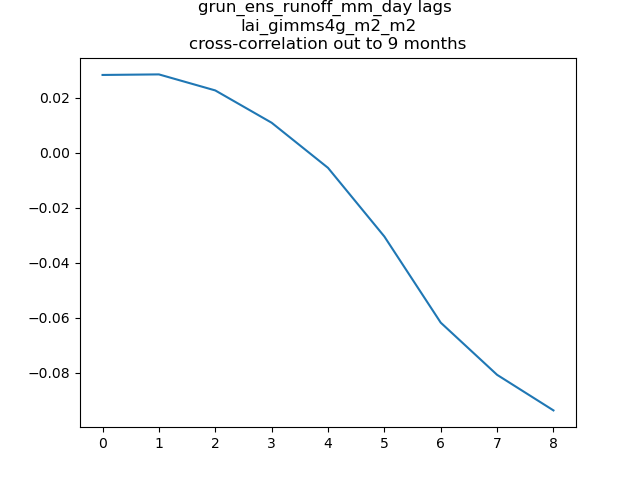 grun_ens_runoff_mm_day lags
lai_gimms4g_m2_m2
cross-correlation out to 9 months
0.02
0.00
−0.02
−0.04
−0.06
−0.08
0 1 2 3 4 5 6 7 8